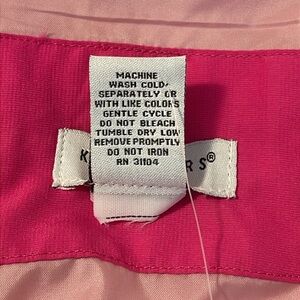 MACHINE
WASH COLD
SEPARATELY OR
WITH LIKE COLORS
GENTLE CYCLE
DO NOT BLEACH
TUMBLE DRY LOW
REMOVE PROMPTLY
DO NOT IRON
RN 31104
K RS®